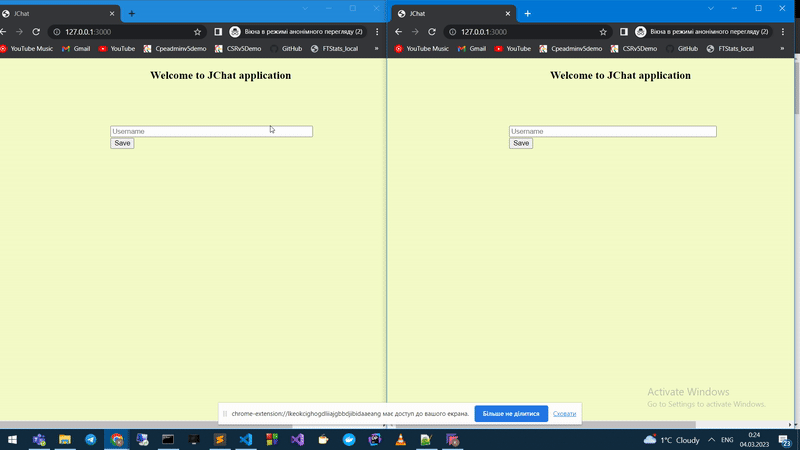 JChat
Вікна в режимі анонімного перегляду (2)
127.0.0.1:3000
YouTube Music
Gmail
YouTube
Cpeadminv5demo
CSRv5Demo
GitHub
FTStats_local
»
Welcome to JChat application
Username
Save
JChat
Вікна в режимі анонімного перегляду (2)
127.0.0.1:3000
YouTube Music
Gmail
YouTube
Cpeadminv5demo
CSRv5Demo
GitHub
FTStats_local
»
Welcome to JChat application
Username
Save
Activate Windows
Go to Settings to activate Windows.
має доступ до вашого екрана.
Більше не ділитися
Сховати
1°C Cloudy
ENG
0:24
04.03.2023
23